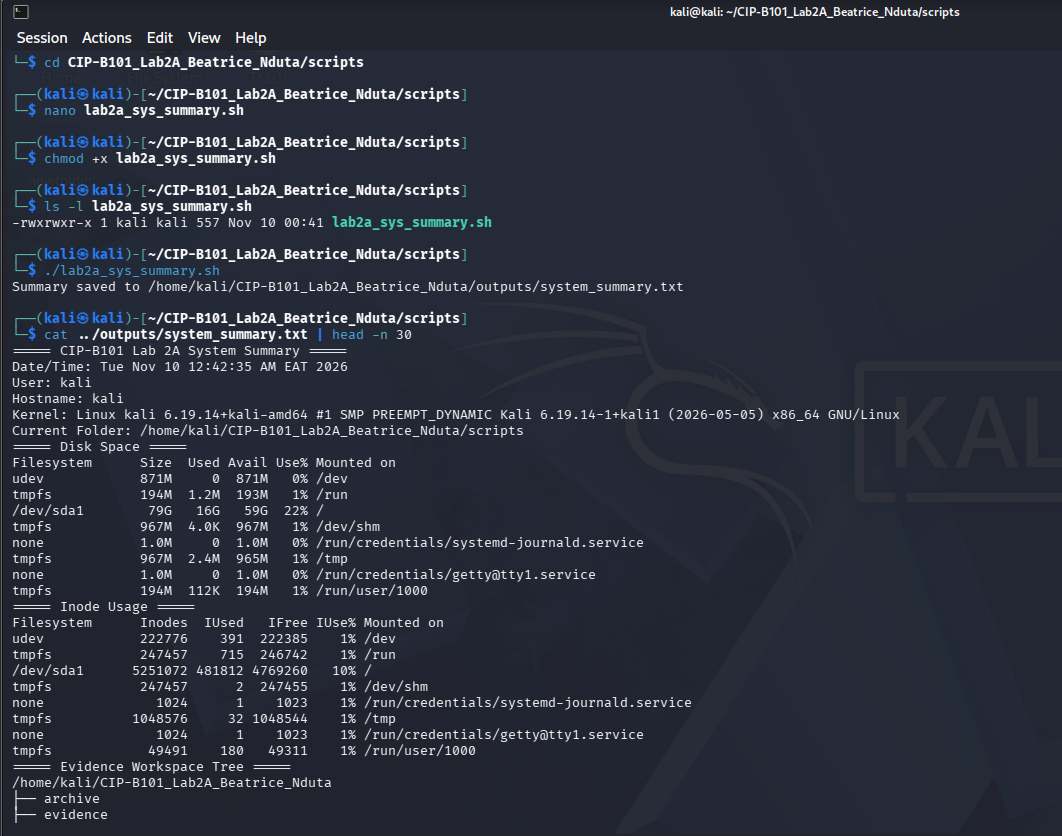 kali@kali: ~/CIP-B101_Lab2A_Beatrice_Nduta/scripts
Session Actions Edit View Help
└─$ cd CIP-B101_Lab2A_Beatrice_Nduta/scripts
┌──(kali㉿kali)-[~/CIP-B101_Lab2A_Beatrice_Nduta/scripts]
└─$ nano lab2a_sys_summary.sh
┌──(kali㉿kali)-[~/CIP-B101_Lab2A_Beatrice_Nduta/scripts]
└─$ chmod +x lab2a_sys_summary.sh
┌──(kali㉿kali)-[~/CIP-B101_Lab2A_Beatrice_Nduta/scripts]
└─$ ls -l lab2a_sys_summary.sh
-rwxrwxr-x 1 kali kali 557 Nov 10 00:41 lab2a_sys_summary.sh
┌──(kali㉿kali)-[~/CIP-B101_Lab2A_Beatrice_Nduta/scripts]
└─$ ./lab2a_sys_summary.sh
Summary saved to /home/kali/CIP-B101_Lab2A_Beatrice_Nduta/outputs/system_summary.txt
┌──(kali㉿kali)-[~/CIP-B101_Lab2A_Beatrice_Nduta/scripts]
└─$ cat ../outputs/system_summary.txt | head -n 30
===== CIP-B101 Lab 2A System Summary =====
Date/Time: Tue Nov 10 12:42:35 AM EAT 2026
User: kali
Hostname: kali
Kernel: Linux kali 6.19.14+kali-amd64 #1 SMP PREEMPT_DYNAMIC Kali 6.19.14-1+kali1 (2026-05-05) x86_64 GNU/Linux
Current Folder: /home/kali/CIP-B101_Lab2A_Beatrice_Nduta/scripts
===== Disk Space =====
Filesystem      Size  Used Avail Use% Mounted on
udev            871M     0  871M   0% /dev
tmpfs           194M  1.2M  193M   1% /run
/dev/sda1        79G   16G   59G  22% /
tmpfs           967M  4.0K  967M   1% /dev/shm
none            1.0M     0  1.0M   0% /run/credentials/systemd-journald.service
tmpfs           967M  2.4M  965M   1% /tmp
none            1.0M     0  1.0M   0% /run/credentials/getty@tty1.service
tmpfs           194M  112K  194M   1% /run/user/1000
===== Inode Usage =====
Filesystem      Inodes  IUsed   IFree IUse% Mounted on
udev            222776    391  222385    1% /dev
tmpfs           247457    715  246742    1% /run
/dev/sda1      5251072 481812 4769260   10% /
tmpfs           247457      2  247455    1% /dev/shm
none              1024      1    1023    1% /run/credentials/systemd-journald.service
tmpfs          1048576     32 1048544    1% /tmp
none              1024      1    1023    1% /run/credentials/getty@tty1.service
tmpfs            49491    180   49311    1% /run/user/1000
===== Evidence Workspace Tree =====
/home/kali/CIP-B101_Lab2A_Beatrice_Nduta
├── archive
├── evidence
KAL